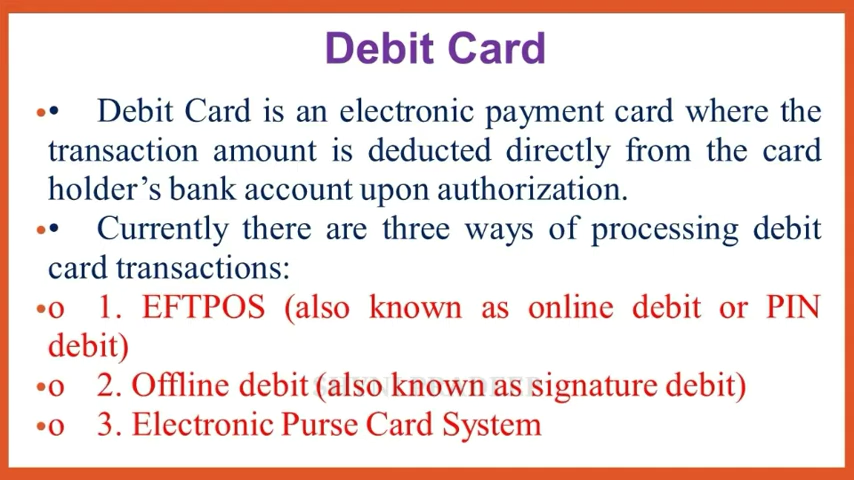 Debit Card
•• Debit Card is an electronic payment card where the
transaction amount is deducted directly from the card
holder’s bank account upon authorization.
•• Currently there are three ways of processing debit
card transactions:
•o 1. EFTPOS (also known as online debit or PIN
debit)
•o 2. Offline debit (also known as signature debit)
•o 3. Electronic Purse Card System